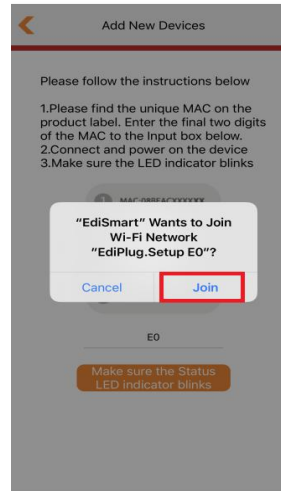 Add New Devices
Please follow the instructions below
1.Please find the unique MAC on the
product label. Enter the final two digits
of the MAC to the Input box below.
2.Connect and power on the device
3.Make sure the LED indicator blinks
1 MAC:08BEACXXXXXX
"EdiSmart" Wants to Join
Wi-Fi Network
"EdiPlug.Setup E0"?
Cancel
Join
E0
Make sure the Status
LED indicator blinks